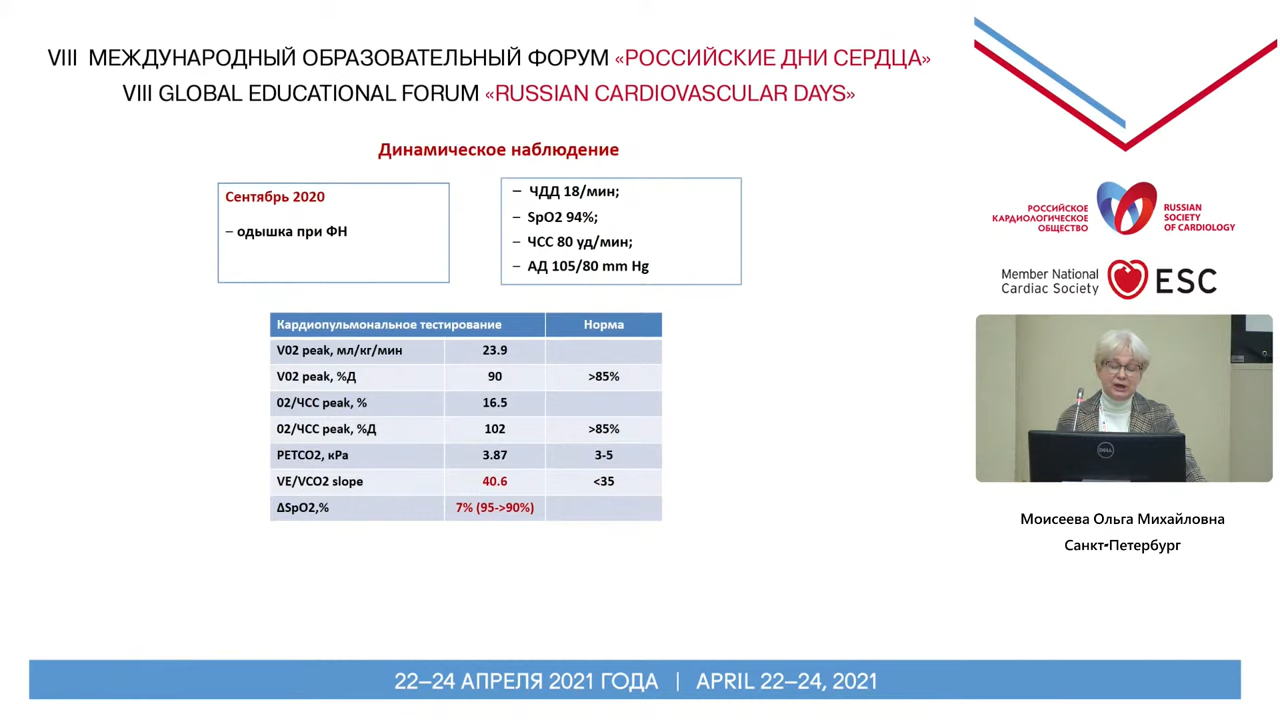 VIII МЕЖДУНАРОДНЫЙ ОБРАЗОВАТЕЛЬНЫЙ ФОРУМ «РОССИЙСКИЕ ДНИ СЕРДЦА»
VIII GLOBAL EDUCATIONAL FORUM «RUSSIAN CARDIOVASCULAR DAYS»
Динамическое наблюдение
Сентябрь 2020
– одышка при ФН
– ЧДД 18/мин;
– SpO2 94%;
– ЧСС 80 уд/мин;
– АД 105/80 mm Hg
Кардиопульмональное тестирование Норма
V02 peak, мл/кг/мин 23.9
V02 peak, %Д 90 >85%
02/ЧСС peak, % 16.5
02/ЧСС peak, %Д 102 >85%
PETCO2, кРа 3.87 3-5
VE/VCO2 slope 40.6 <35
ΔSpO2,% 7% (95->90%)
РОССИЙСКОЕ
КАРДИОЛОГИЧЕСКОЕ
ОБЩЕСТВО
RUSSIAN
SOCIETY
OF CARDIOLOGY
Member National
Cardiac Society
ESC
DELL
Моисеева Ольга Михайловна
Санкт-Петербург
22–24 АПРЕЛЯ 2021 ГОДА | APRIL 22–24, 2021